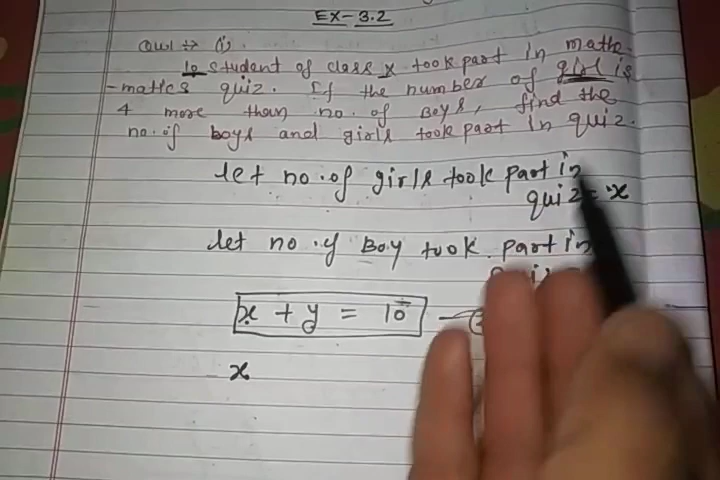 EX-3.2
Qu1 → (i).
10 student of class x took part in mathe-
-matics quiz. If the number of girl is
4 more than no. of Boys, find the
no. of boys and girls took part in quiz.
let no. of girls took part in
quiz = x
let no. of Boy took part in
x + y = 10
x